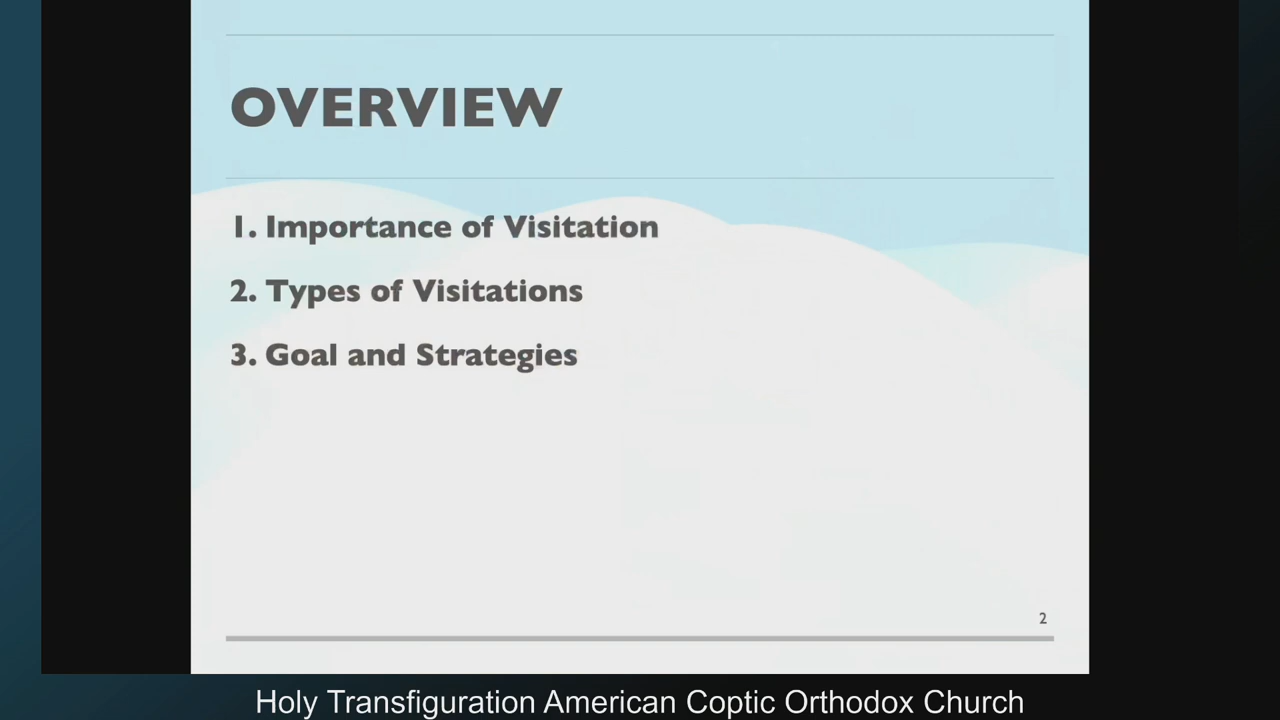 OVERVIEW
1. Importance of Visitation
2. Types of Visitations
3. Goal and Strategies
2
Holy Transfiguration American Coptic Orthodox Church